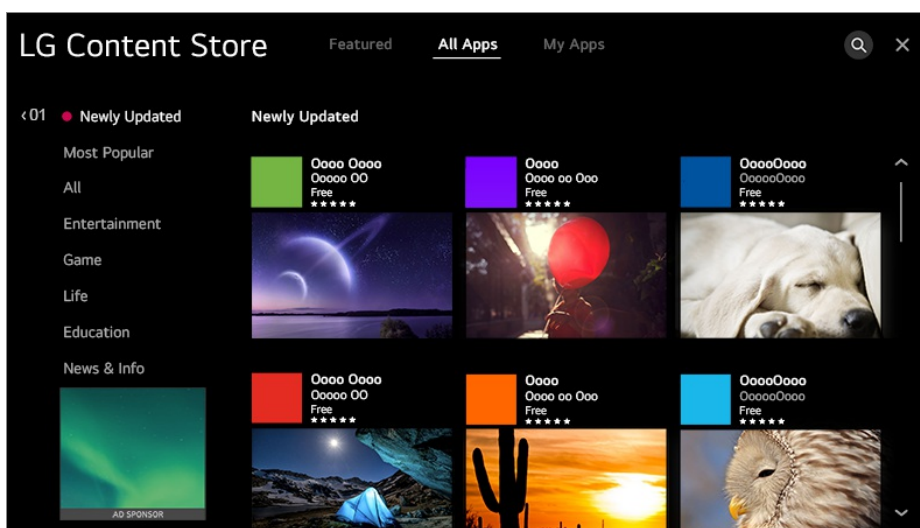 LG Content Store
Featured
All Apps
My Apps
‹01
Newly Updated
Most Popular
All
Entertainment
Game
Life
Education
News & Info
AD SPONSOR
Newly Updated
Oooo Oooo
Ooooo OO
Free
★★★★★
Oooo
Oooo oo Ooo
Free
★★★★★
OoooOooo
OooooOooo
Free
★★★★★
Oooo Oooo
Ooooo OO
Free
★★★★★
Oooo
Oooo oo Ooo
Free
★★★★★
OoooOooo
OooooOooo
Free
★★★★★